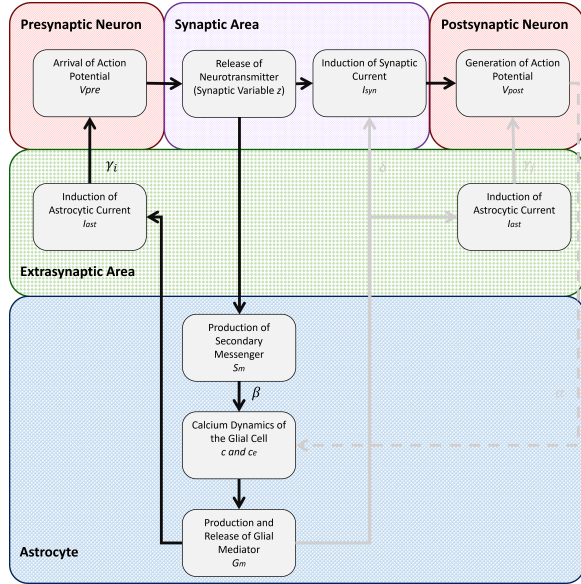 Presynaptic Neuron
Synaptic Area
Postsynaptic Neuron
Arrival of Action
Potential
Vpre
Release of
Neurotransmitter
(Synaptic Variable z)
Induction of Synaptic
Current
Isyn
Generation of Action
Potential
Vpost
γi
δ
γj
Induction of
Astrocytic Current
Iast
Induction of
Astrocytic Current
Iast
Extrasynaptic Area
Production of
Secondary
Messenger
Sm
β
α
Calcium Dynamics of
the Glial Cell
c and ce
Production and
Release of Glial
Mediator
Gm
Astrocyte